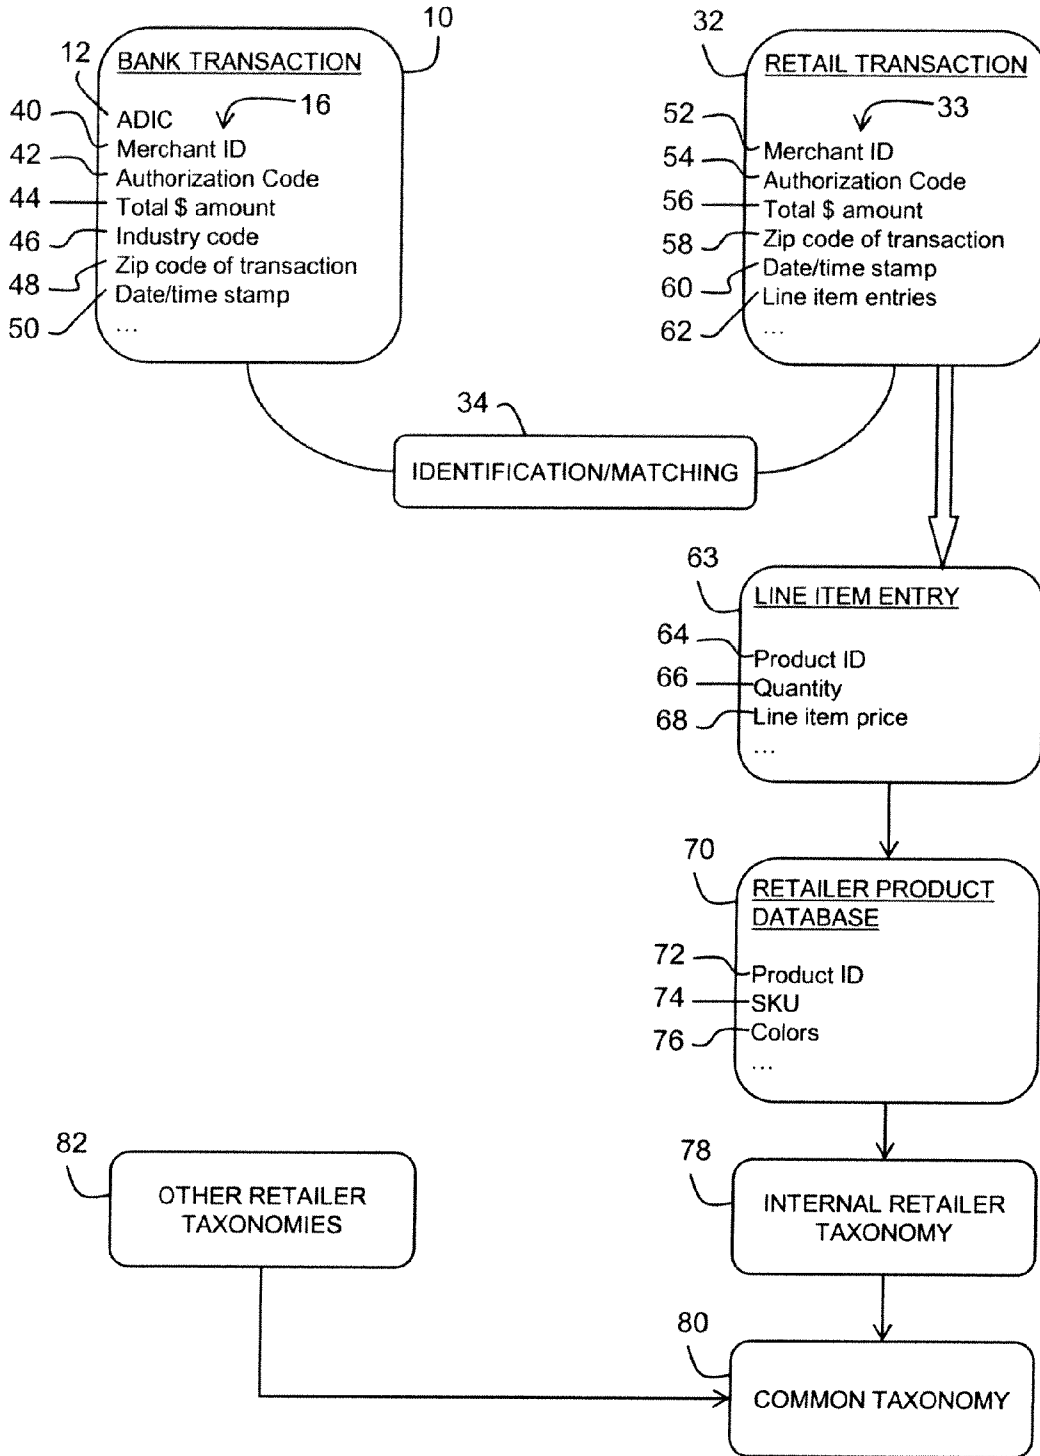 10
BANK TRANSACTION
12
16
ADIC
40
Merchant ID
42
Authorization Code
44
Total $ amount
46
Industry code
48
Zip code of transaction
50
Date/time stamp
...
32
RETAIL TRANSACTION
33
52
Merchant ID
54
Authorization Code
56
Total $ amount
58
Zip code of transaction
60
Date/time stamp
62
Line item entries
...
34
IDENTIFICATION/MATCHING
63
LINE ITEM ENTRY
64
Product ID
66
Quantity
68
Line item price
...
70
RETAILER PRODUCT
DATABASE
72
Product ID
74
SKU
76
Colors
...
82
OTHER RETAILER
TAXONOMIES
78
INTERNAL RETAILER
TAXONOMY
80
COMMON TAXONOMY